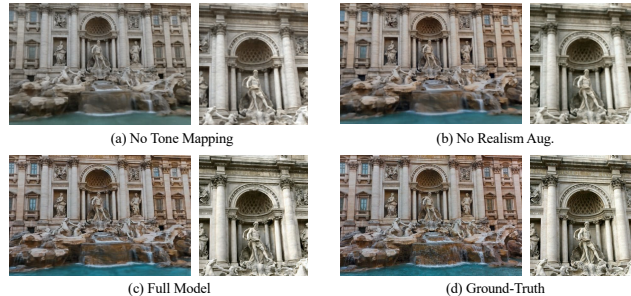 (a) No Tone Mapping
(b) No Realism Aug.
(c) Full Model
(d) Ground-Truth